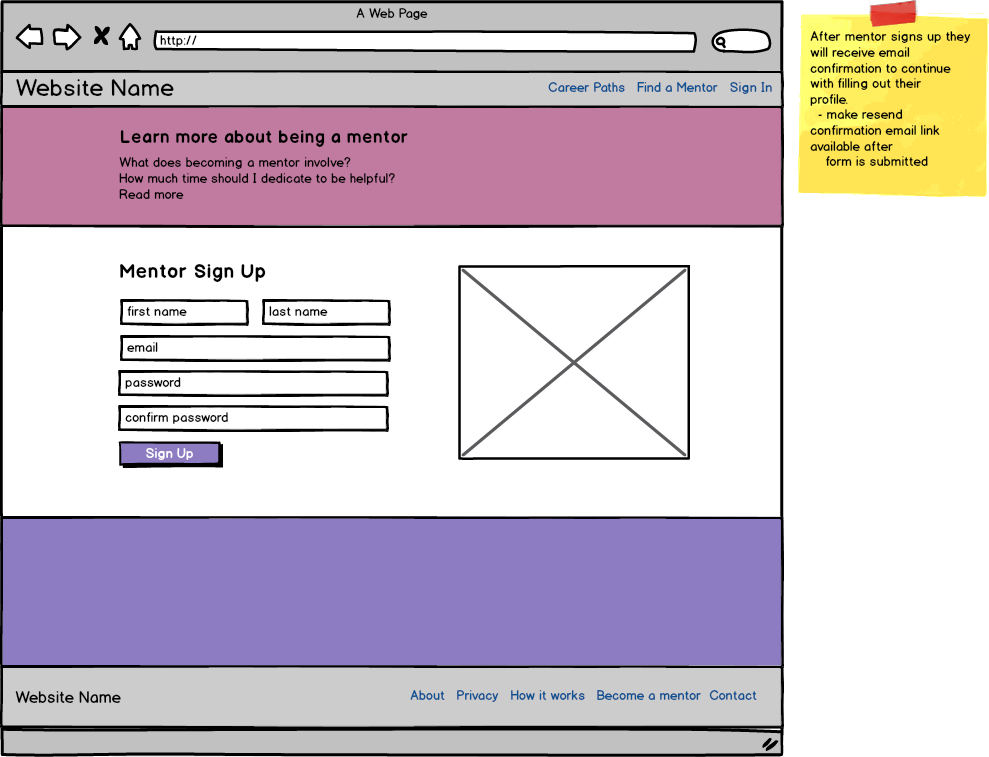 A Web Page
http://
Website Name
Career Paths Find a Mentor Sign In
Learn more about being a mentor
What does becoming a mentor involve?
How much time should I dedicate to be helpful?
Read more
Mentor Sign Up
first name last name
email
password
confirm password
Sign Up
Website Name
About Privacy How it works Become a mentor Contact
After mentor signs up they
will receive email
confirmation to continue
with filling out their
profile.
- make resend
confirmation email link
available after
form is submitted